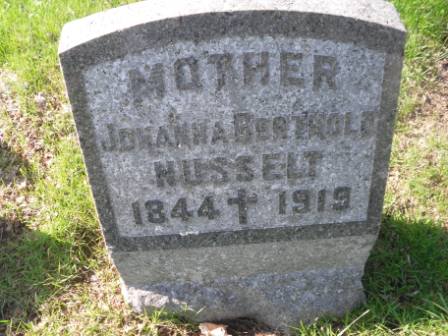 MOTHER
JOHANNA BERTHOLD
NUSSELT
1844 ✝ 1919